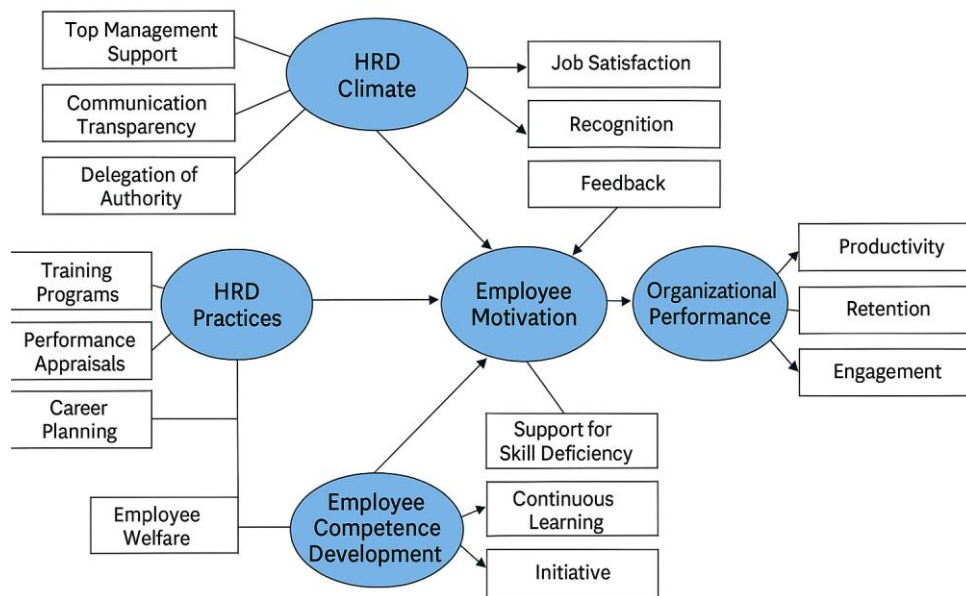 Top Management
Support
Communication
Transparency
Delegation of
Authority
HRD
Climate
Job Satisfaction
Recognition
Feedback
Training
Programs
Performance
Appraisals
Career
Planning
Employee
Welfare
HRD
Practices
Employee
Motivation
Organizational
Performance
Productivity
Retention
Engagement
Support for
Skill Deficiency
Employee
Competence
Development
Continuous
Learning
Initiative